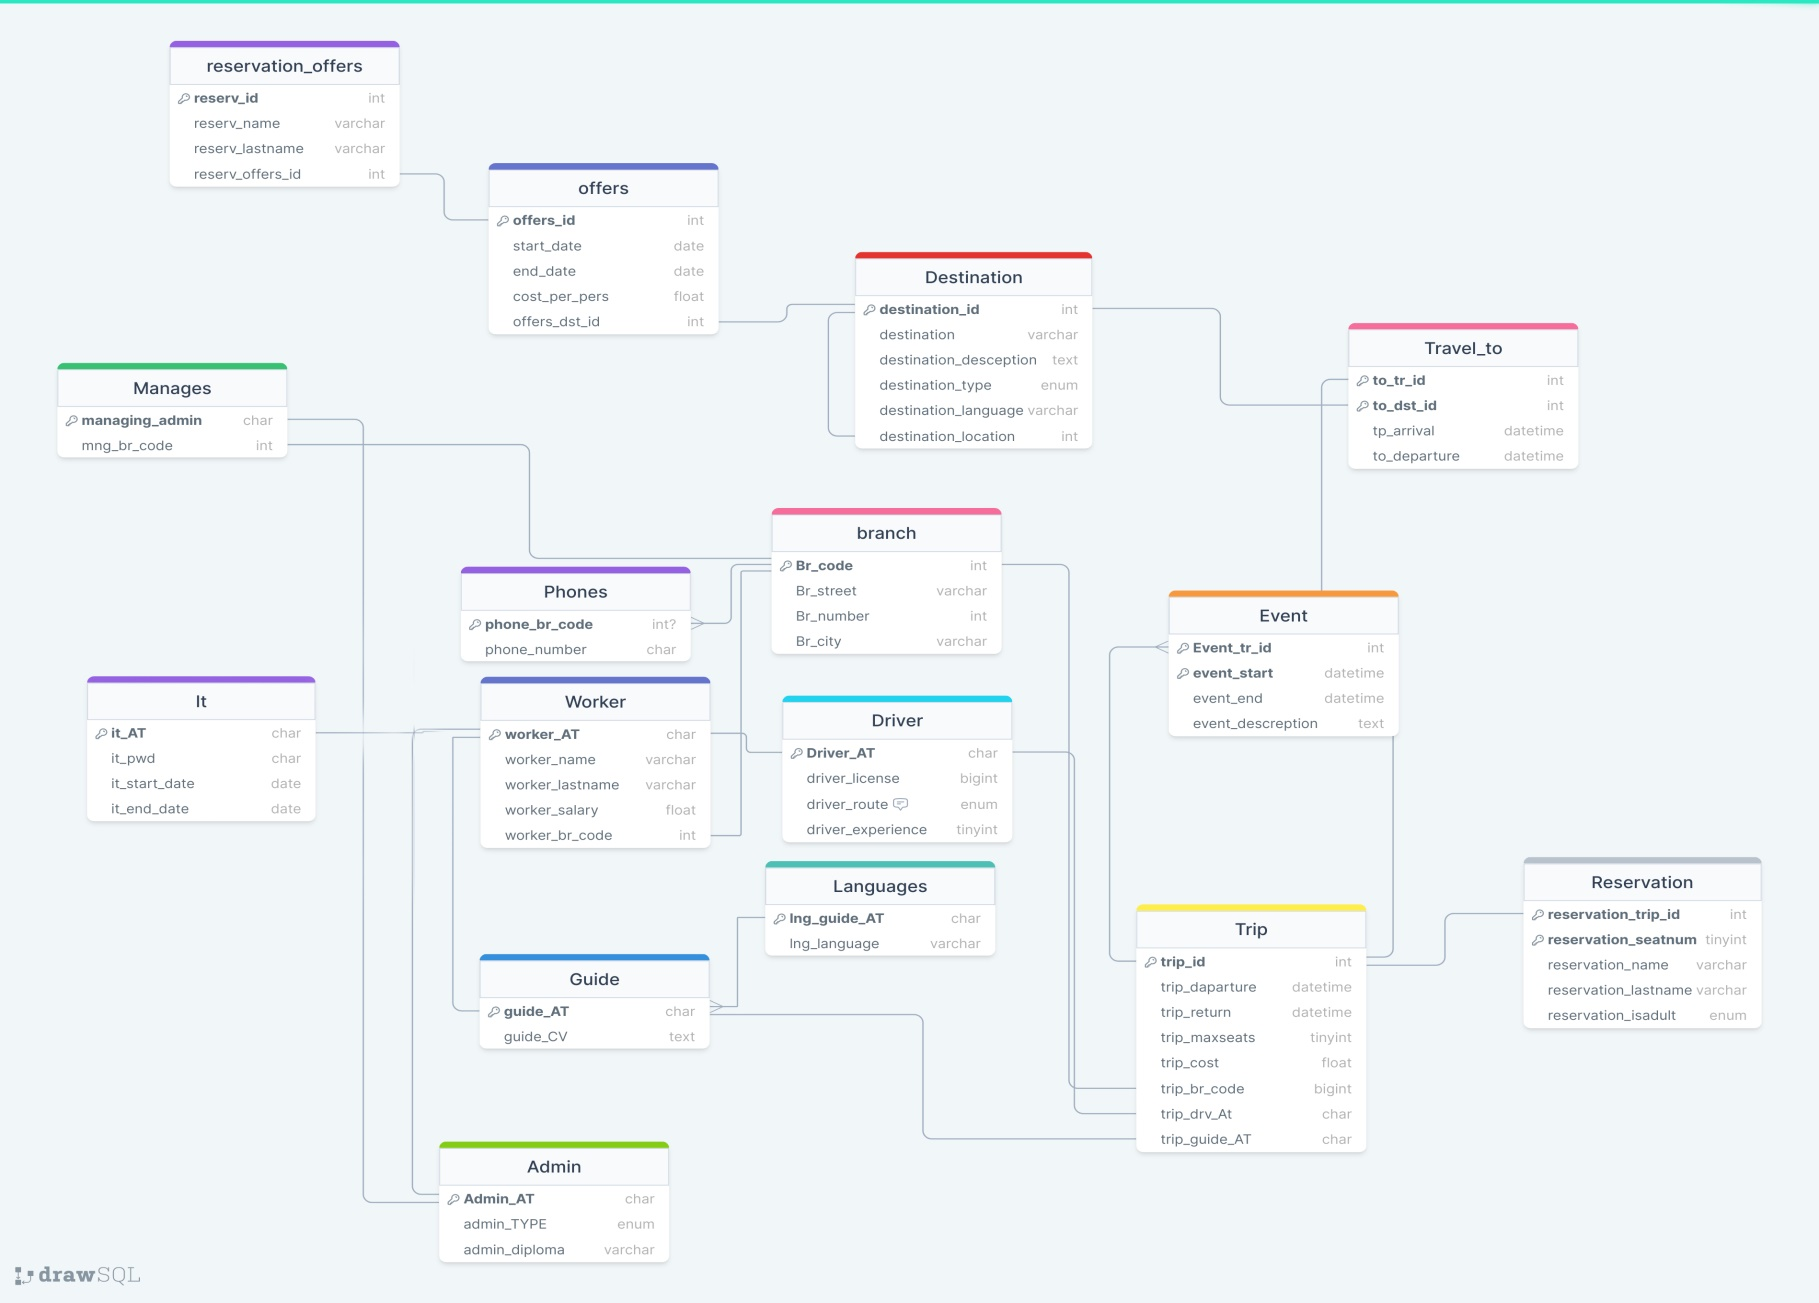 reservation_offers
reserv_id int
reserv_name varchar
reserv_lastname varchar
reserv_offers_id int
offers
offers_id int
start_date date
end_date date
cost_per_pers float
offers_dst_id int
Destination
destination_id int
destination varchar
destination_desception text
destination_type enum
destination_language varchar
destination_location int
Travel_to
to_tr_id int
to_dst_id int
tp_arrival datetime
to_departure datetime
Manages
managing_admin char
mng_br_code int
branch
Br_code int
Br_street varchar
Br_number int
Br_city varchar
Phones
phone_br_code int?
phone_number char
Event
Event_tr_id int
event_start datetime
event_end datetime
event_descreption text
It
it_AT char
it_pwd char
it_start_date date
it_end_date date
Worker
worker_AT char
worker_name varchar
worker_lastname varchar
worker_salary float
worker_br_code int
Driver
Driver_AT char
driver_license bigint
driver_route enum
driver_experience tinyint
Languages
lng_guide_AT char
lng_language varchar
Reservation
reservation_trip_id int
reservation_seatnum tinyint
reservation_name varchar
reservation_lastname varchar
reservation_isadult enum
Guide
guide_AT char
guide_CV text
Trip
trip_id int
trip_daparture datetime
trip_return datetime
trip_maxseats tinyint
trip_cost float
trip_br_code bigint
trip_drv_At char
trip_guide_AT char
Admin
Admin_AT char
admin_TYPE enum
admin_diploma varchar
drawSQL